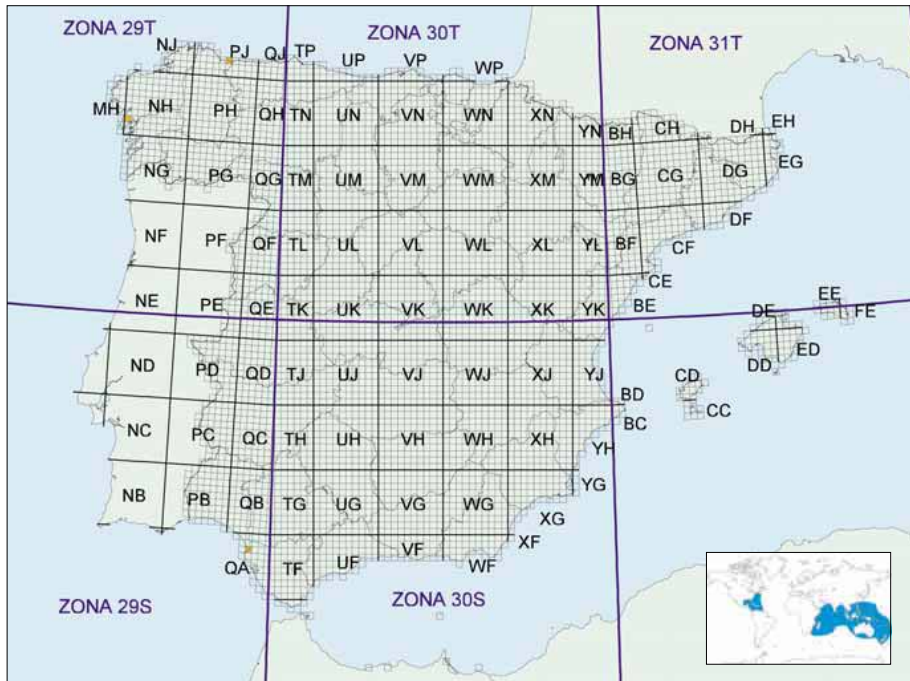 ZONA 29T
ZONA 30T
ZONA 31T
NJ PJ QJ TP UP VP WP
MH NH PH QH TN UN VN WN XN YN BH CH DH EH
NG PG QG TM UM VM WM XM YM BG CG DG EG
NF PF QF TL UL VL WL XL YL BF CF DF
NE PE QE TK UK VK WK XK YK BE CE DE EE FE
ND PD QD TJ UJ VJ WJ XJ YJ BD CD DD ED
NC PC QC TH UH VH WH XH YH BC CC
NB PB QB TG UG VG WG XG YG
QA TF UF VF WF XF
ZONA 29S
ZONA 30S